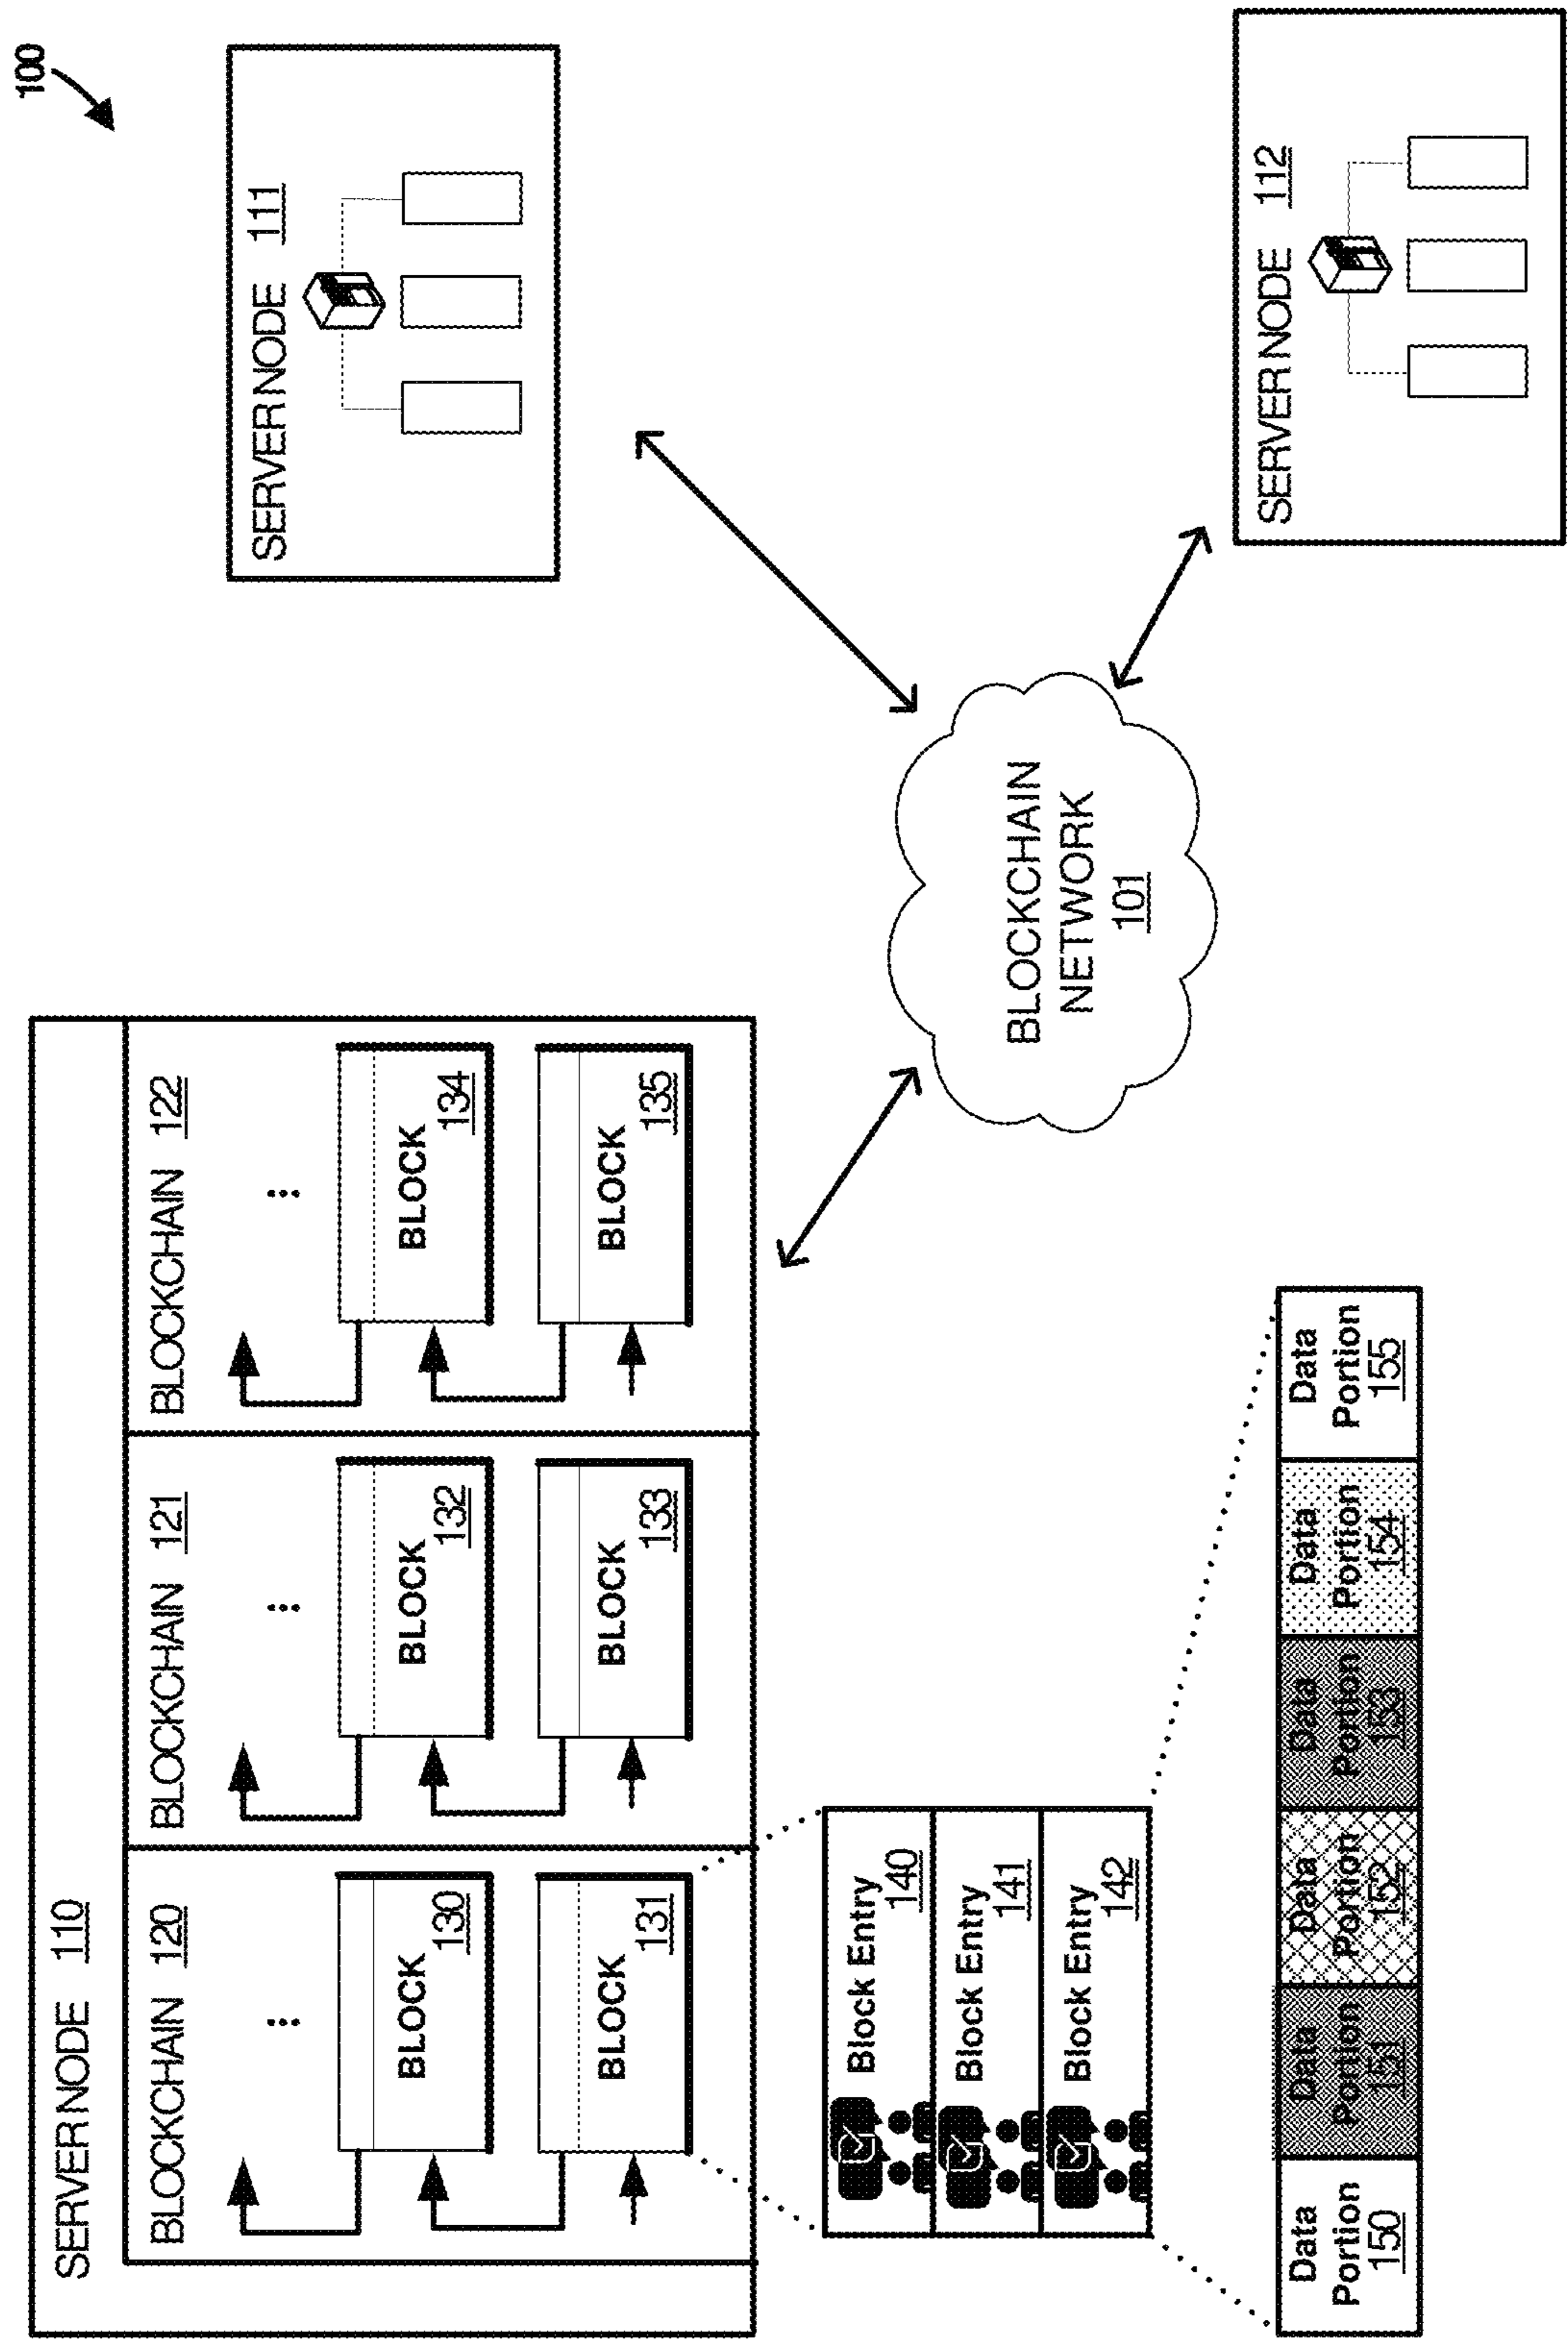 100
SERVER NODE 110
BLOCKCHAIN 120
⋮
BLOCK
130
BLOCK
131
BLOCKCHAIN 121
⋮
BLOCK
132
BLOCK
133
BLOCKCHAIN 122
⋮
BLOCK
134
BLOCK
135
SERVER NODE 111
Block Entry
140
Block Entry
141
Block Entry
142
BLOCKCHAIN
NETWORK
101
Data
Portion
150
Data
Portion
151
Data
Portion
152
Data
Portion
153
Data
Portion
154
Data
Portion
155
SERVER NODE 112